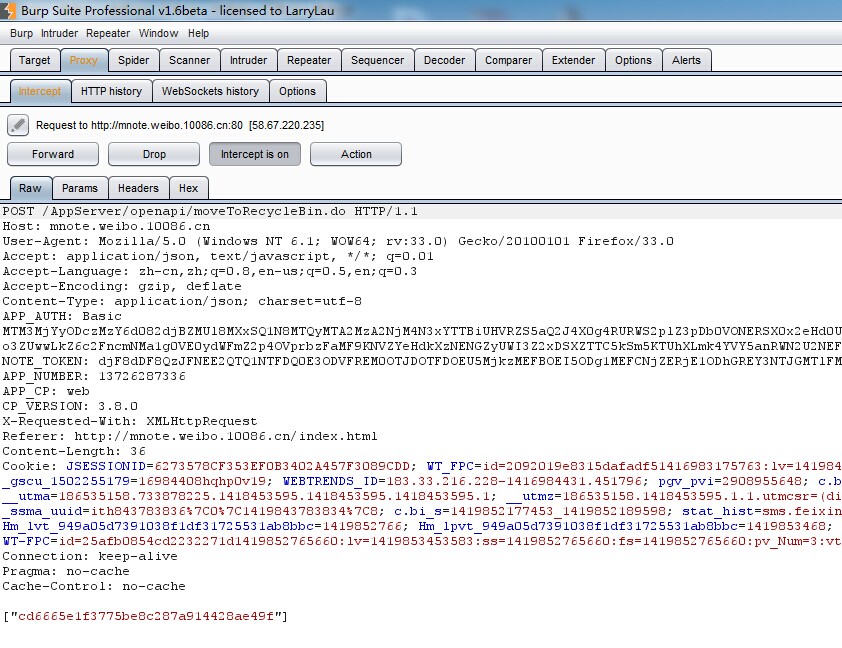 Burp Suite Professional v1.6beta - licensed to LarryLau
Burp Intruder Repeater Window Help
Target Proxy Spider Scanner Intruder Repeater Sequencer Decoder Comparer Extender Options Alerts
Intercept HTTP history WebSockets history Options
Request to http://mnote.weibo.10086.cn:80 [58.67.220.235]
Forward Drop Intercept is on Action
Raw Params Headers Hex
POST /AppServer/openapi/moveToRecycleBin.do HTTP/1.1
Host: mnote.weibo.10086.cn
User-Agent: Mozilla/5.0 (Windows NT 6.1; WOW64; rv:33.0) Gecko/20100101 Firefox/33.0
Accept: application/json, text/javascript, */*; q=0.01
Accept-Language: zh-cn,zh;q=0.8,en-us;q=0.5,en;q=0.3
Accept-Encoding: gzip, deflate
Content-Type: application/json; charset=utf-8
APP_AUTH: Basic
NOTE_TOKEN:
APP_NUMBER: 13726287336
APP_CP: web
CP_VERSION: 3.8.0
X-Requested-With: XMLHttpRequest
Referer: http://mnote.weibo.10086.cn/index.html
Content-Length: 36
Cookie: JSESSIONID=6273578CF353EF0B3402A457F3089CDD; WT_FPC=id=2092019e8315dafadf51416983175763:lv=141984
_gscu_1502255179=16984408hqhp0v19; WEBTRENDS_ID=183.33.216.228-1416984431.451796; pgv_pvi=2908955648; c.b
__utma=186535158.733878225.1418453595.1418453595.1418453595.1; __utmz=186535158.1418453595.1.1.utmcsr=(di
_ssma_uuid=ith843783836%7C0%7C1419843783834%7C8; c.bi_s=1419852177453_1419852189598; stat_hist=sms.feixin
Hm_lvt_949a05d7391038f1df31725531ab8bbc=1419852766; Hm_lpvt_949a05d7391038f1df31725531ab8bbc=1419853468;
WT-FPC=id=25afb0854cd2232271d1419852765660:lv=1419853453583:ss=1419852765660:fs=1419852765660:pv_Num=3:vt
Connection: keep-alive
Pragma: no-cache
Cache-Control: no-cache
["cd6665e1f3775be8c287a914428ae49f"]